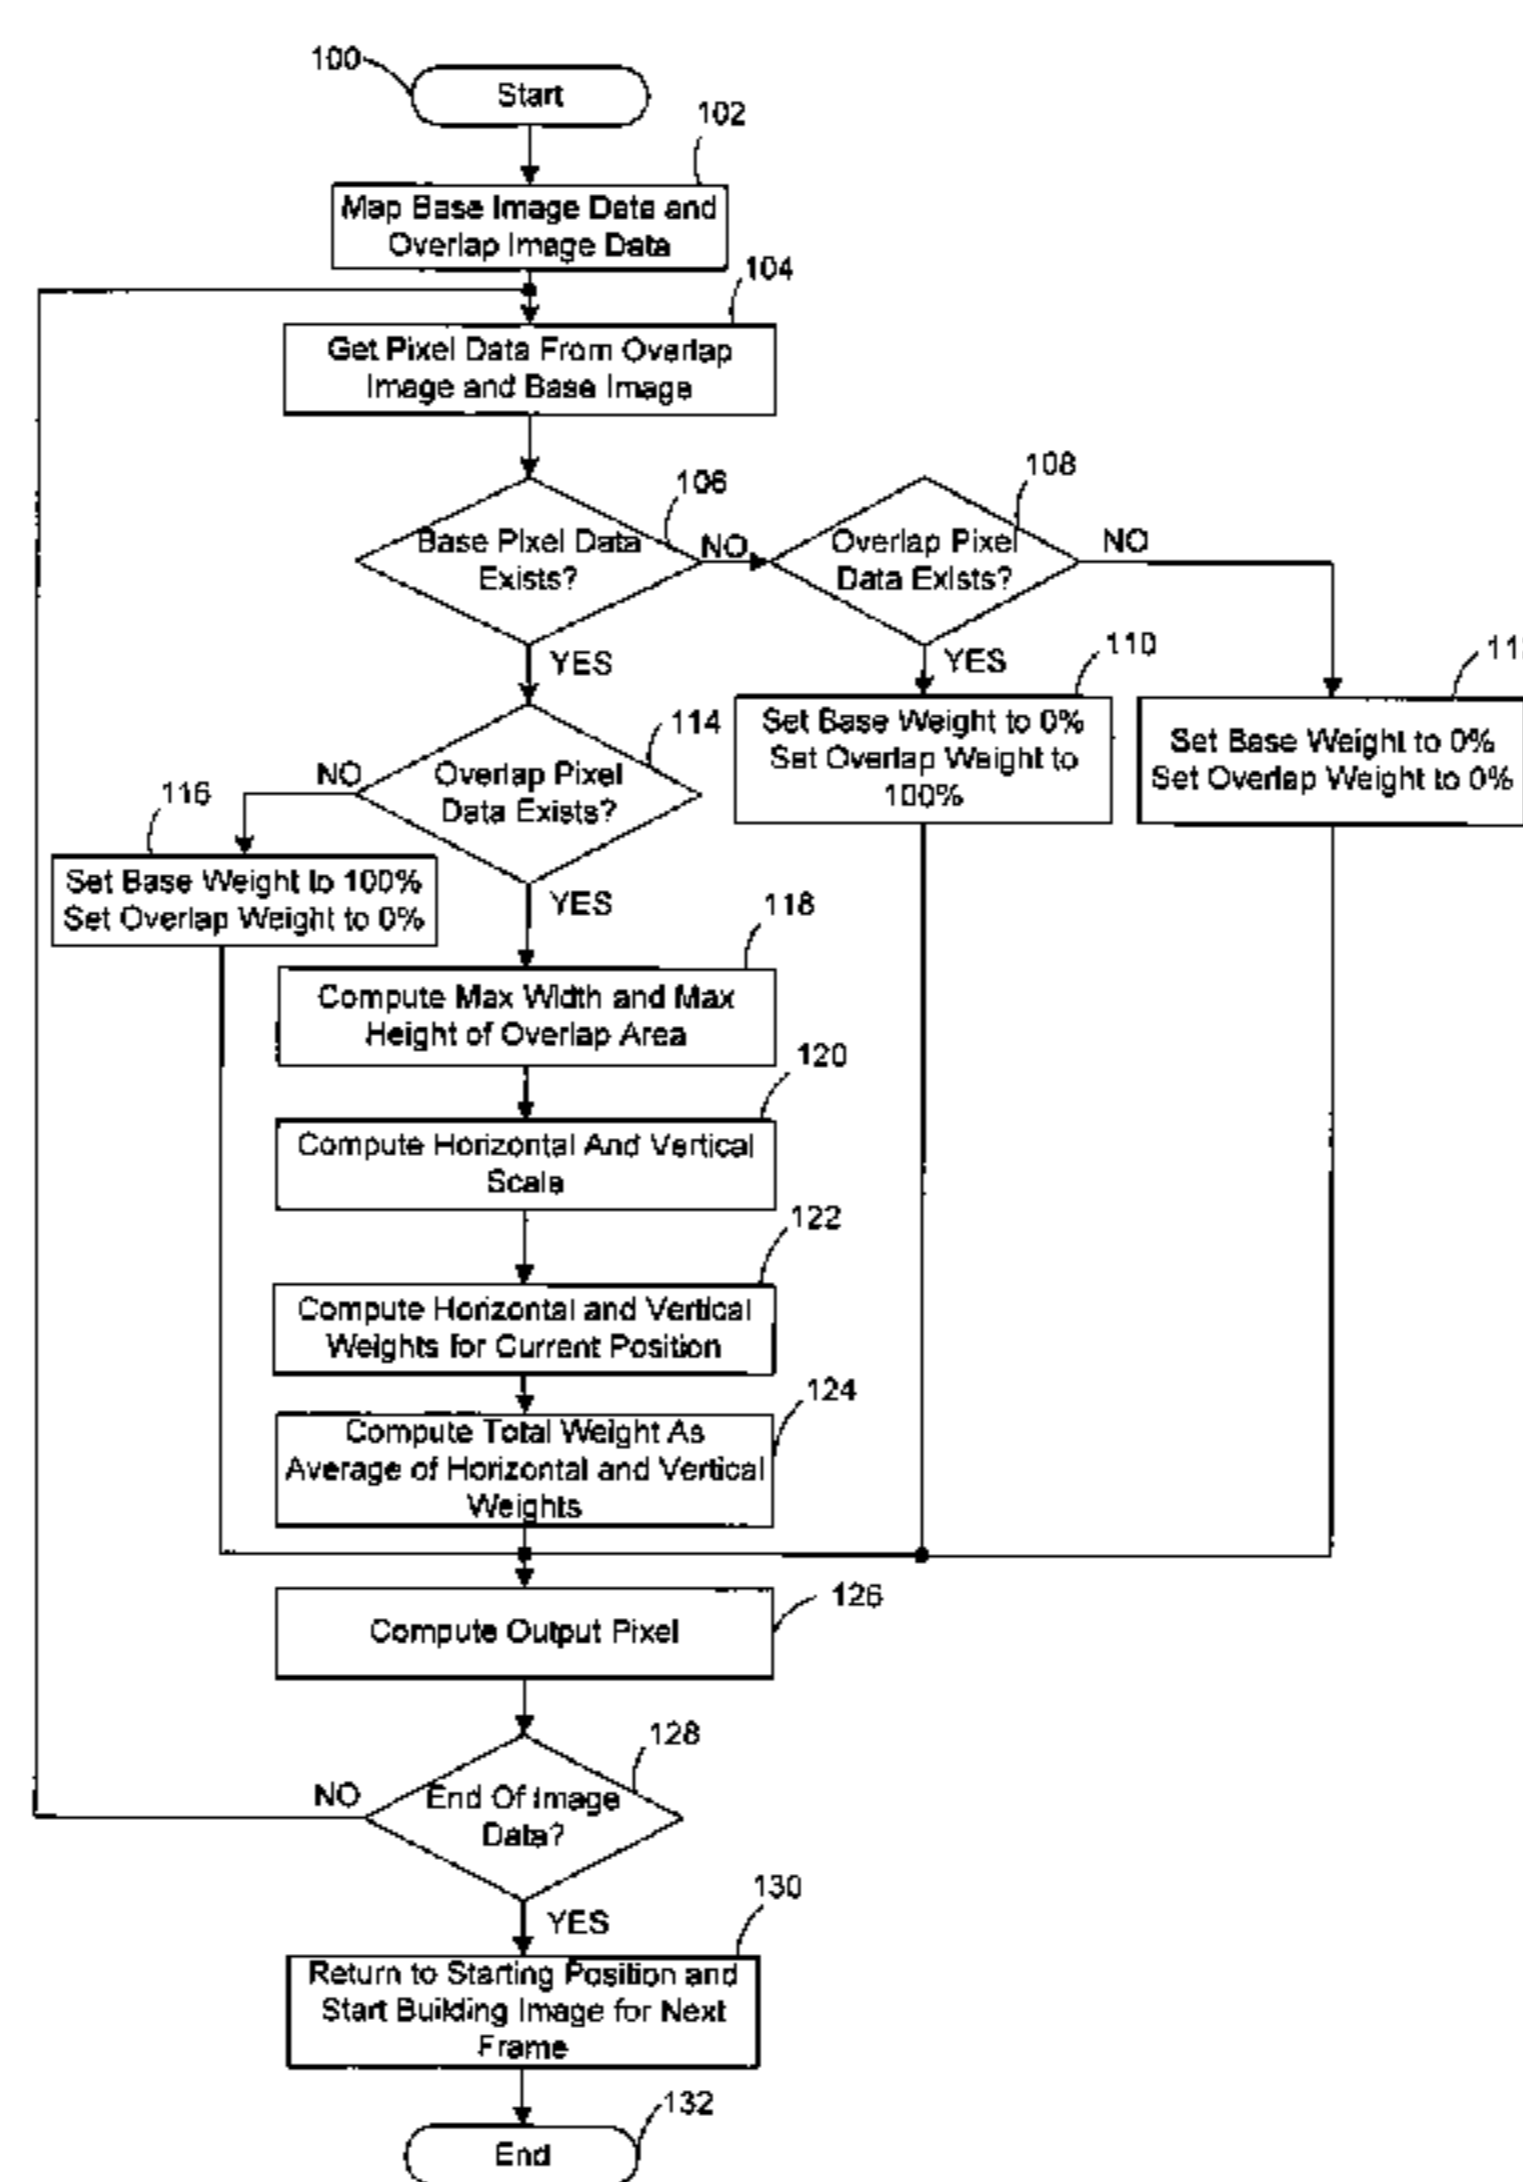 100
Start
102
Map Base Image Data and
Overlap Image Data
104
Get Pixel Data From Overlap
Image and Base Image
106
Base Pixel Data
Exists?
NO
108
Overlap Pixel
Data Exists?
NO
YES
YES
110
Set Base Weight to 0%
Set Overlap Weight to
100%
Set Base Weight to 0%
Set Overlap Weight to 0%
114
Overlap Pixel
Data Exists?
NO
116
Set Base Weight to 100%
Set Overlap Weight to 0%
YES
118
Compute Max Width and Max
Height of Overlap Area
120
Compute Horizontal And Vertical
Scale
122
Compute Horizontal and Vertical
Weights for Current Position
124
Compute Total Weight As
Average of Horizontal and Vertical
Weights
126
Compute Output Pixel
128
End Of Image
Data?
NO
YES
130
Return to Starting Position and
Start Building Image for Next
Frame
132
End